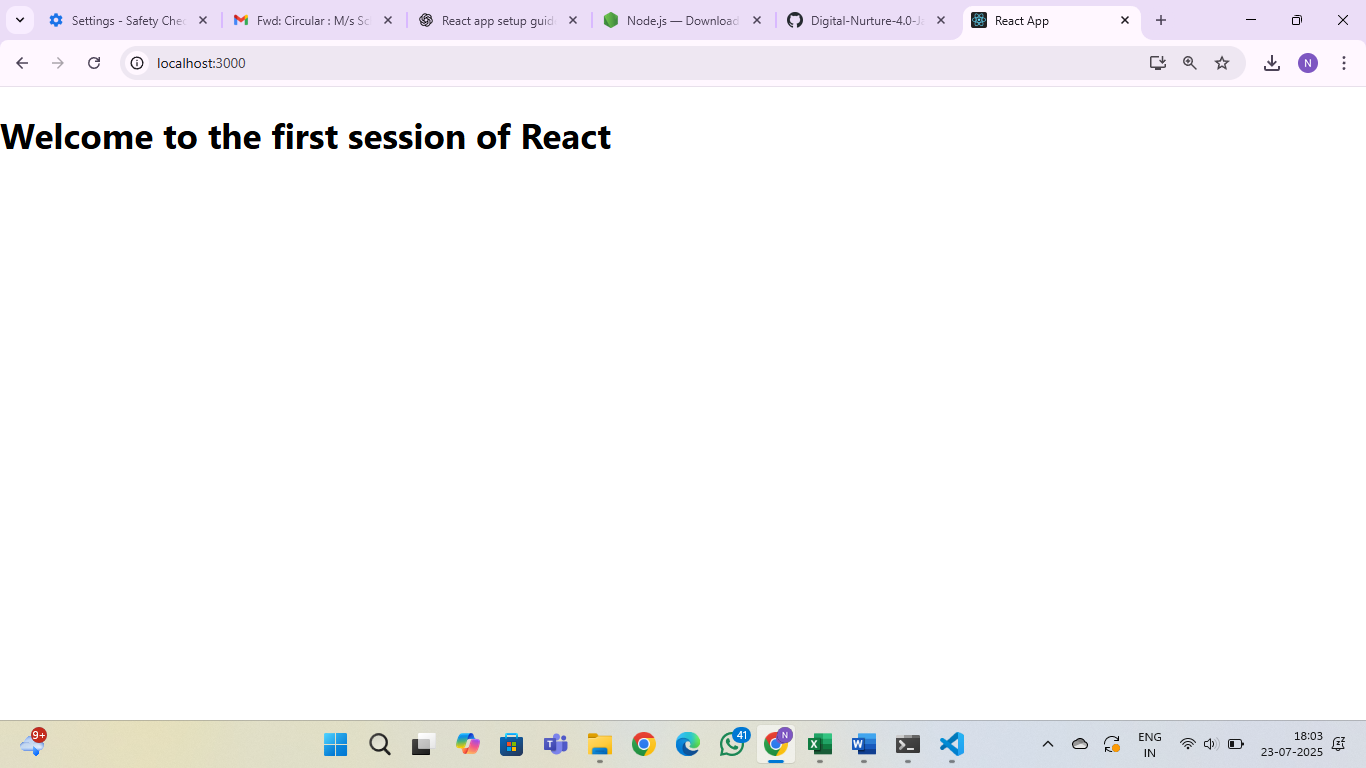 Settings - Safety Chec
Fwd: Circular : M/s Sc
React app setup guid
Node.js — Download
Digital-Nurture-4.0-Ja
React App
localhost:3000
N
Welcome to the first session of React
9+
41
N
ENG
IN
18:03
23-07-2025